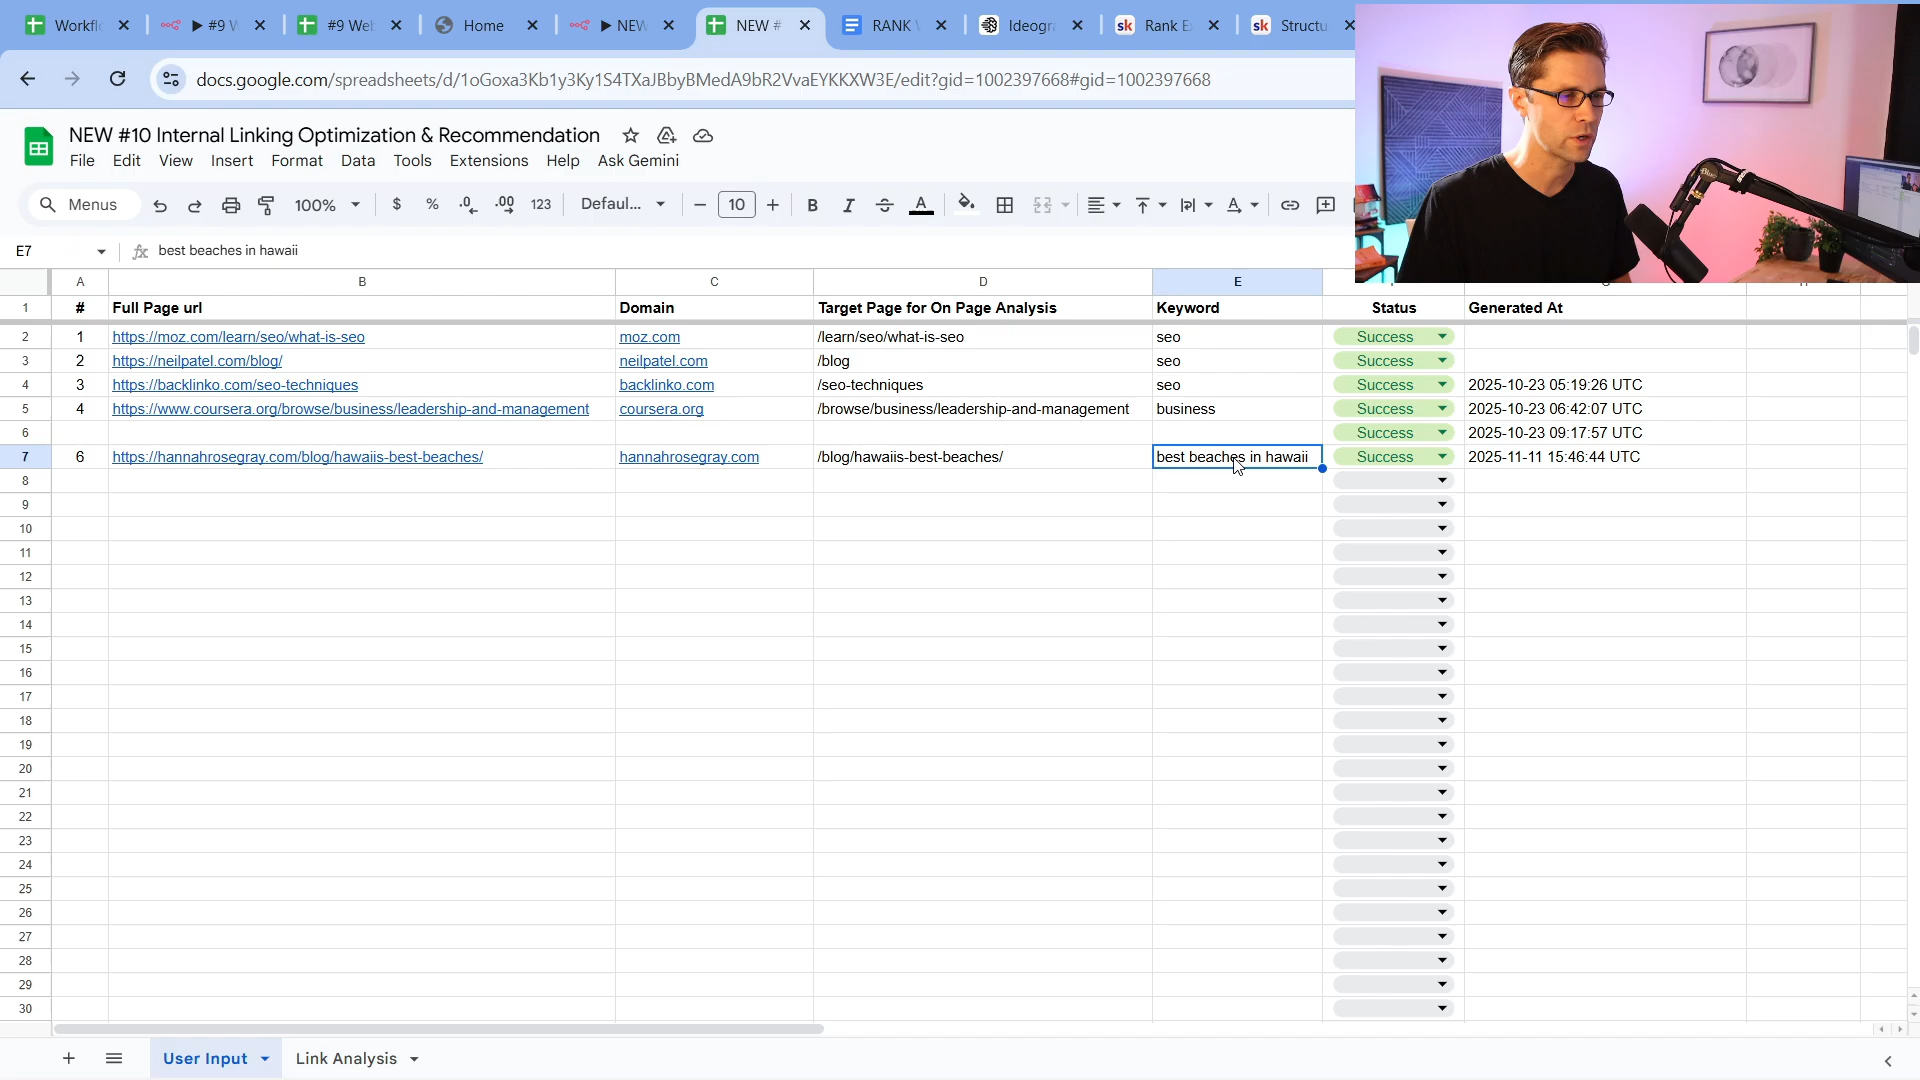 Workfl
#9 W
#9 Web
Home
NEW
NEW #
RANK
Ideogr
sk Rank E
sk Structu
docs.google.com/spreadsheets/d/1oGoxa3Kb1y3Ky1S4TXaJBbyBMedA9bR2VvaEYKKXW3E/edit?gid=1002397668#gid=1002397668
NEW #10 Internal Linking Optimization & Recommendation
File Edit View Insert Format Data Tools Extensions Help Ask Gemini
Menus 100% $ % .0 .00 123 Defaul... 10 B I A
E7 fx best beaches in hawaii
A B C D E
1 # Full Page url Domain Target Page for On Page Analysis Keyword Status Generated At
2 1 https://moz.com/learn/seo/what-is-seo moz.com /learn/seo/what-is-seo seo Success
3 2 https://neilpatel.com/blog/ neilpatel.com /blog seo Success
4 3 https://backlinko.com/seo-techniques backlinko.com /seo-techniques seo Success 2025-10-23 05:19:26 UTC
5 4 https://www.coursera.org/browse/business/leadership-and-management coursera.org /browse/business/leadership-and-management business Success 2025-10-23 06:42:07 UTC
6 Success 2025-10-23 09:17:57 UTC
7 6 https://hannahrosegray.com/blog/hawaiis-best-beaches/ hannahrosegray.com /blog/hawaiis-best-beaches/ best beaches in hawaii Success 2025-11-11 15:46:44 UTC
8
9
10
11
12
13
14
15
16
17
18
19
20
21
22
23
24
25
26
27
28
29
30
User Input Link Analysis